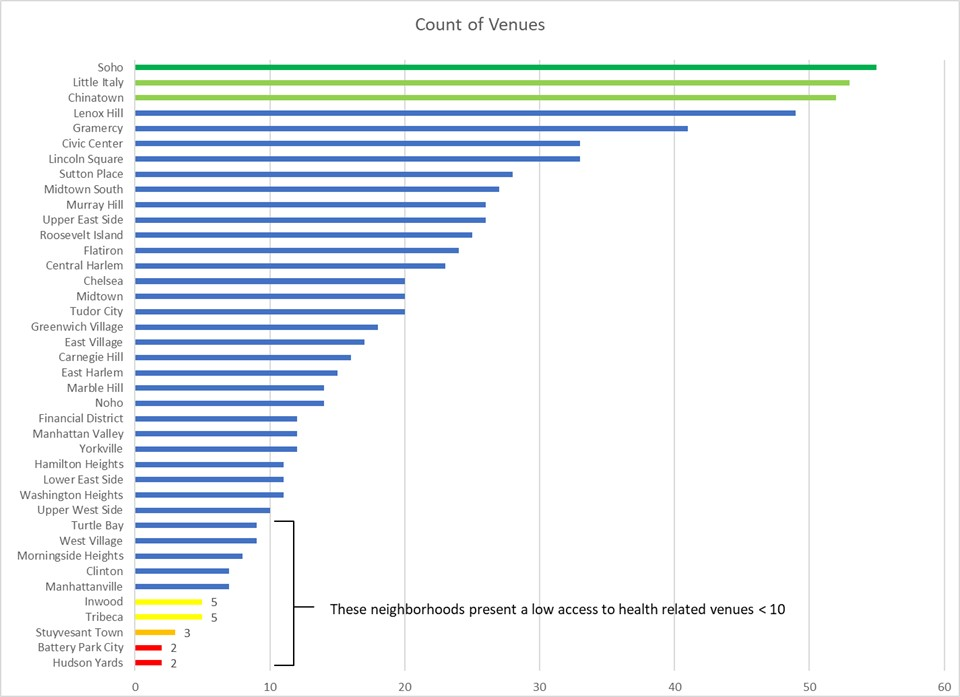 Count of Venues
Soho
Little Italy
Chinatown
Lenox Hill
Gramercy
Civic Center
Lincoln Square
Sutton Place
Midtown South
Murray Hill
Upper East Side
Roosevelt Island
Flatiron
Central Harlem
Chelsea
Midtown
Tudor City
Greenwich Village
East Village
Carnegie Hill
East Harlem
Marble Hill
Noho
Financial District
Manhattan Valley
Yorkville
Hamilton Heights
Lower East Side
Washington Heights
Upper West Side
Turtle Bay
West Village
Morningside Heights
Clinton
Manhattanville
Inwood 5
Tribeca 5
These neighborhoods present a low access to health related venues < 10
Stuyvesant Town 3
Battery Park City 2
Hudson Yards 2
0 10 20 30 40 50 60